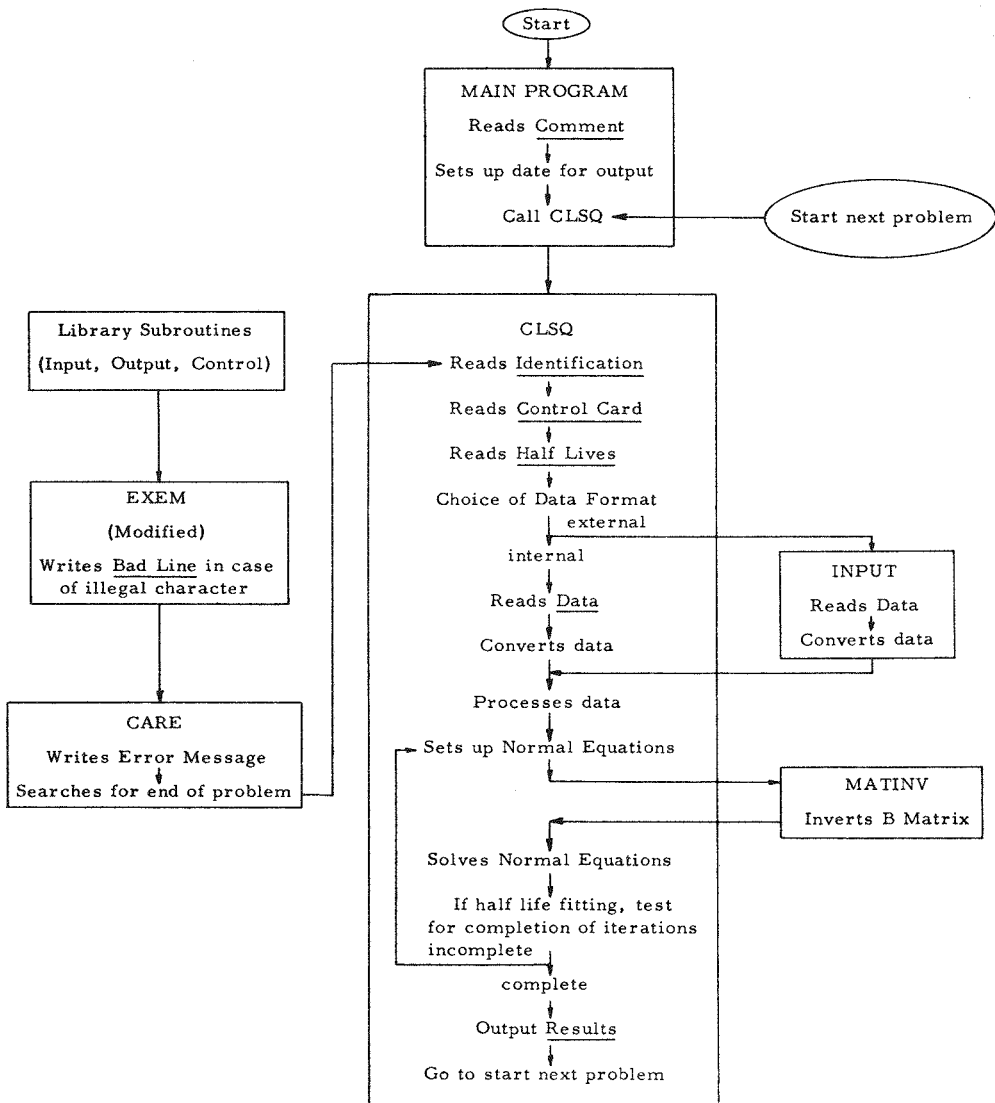 Start
MAIN PROGRAM
Reads Comment
Sets up date for output
Call CLSQ
Start next problem
Library Subroutines
(Input, Output, Control)
EXEM
(Modified)
Writes Bad Line in case
of illegal character
CARE
Writes Error Message
Searches for end of problem
CLSQ
Reads Identification
Reads Control Card
Reads Half Lives
Choice of Data Format
external
internal
Reads Data
Converts data
INPUT
Reads Data
Converts data
Processes data
Sets up Normal Equations
MATINV
Inverts B Matrix
Solves Normal Equations
If half life fitting, test
for completion of iterations
incomplete
complete
Output Results
Go to start next problem